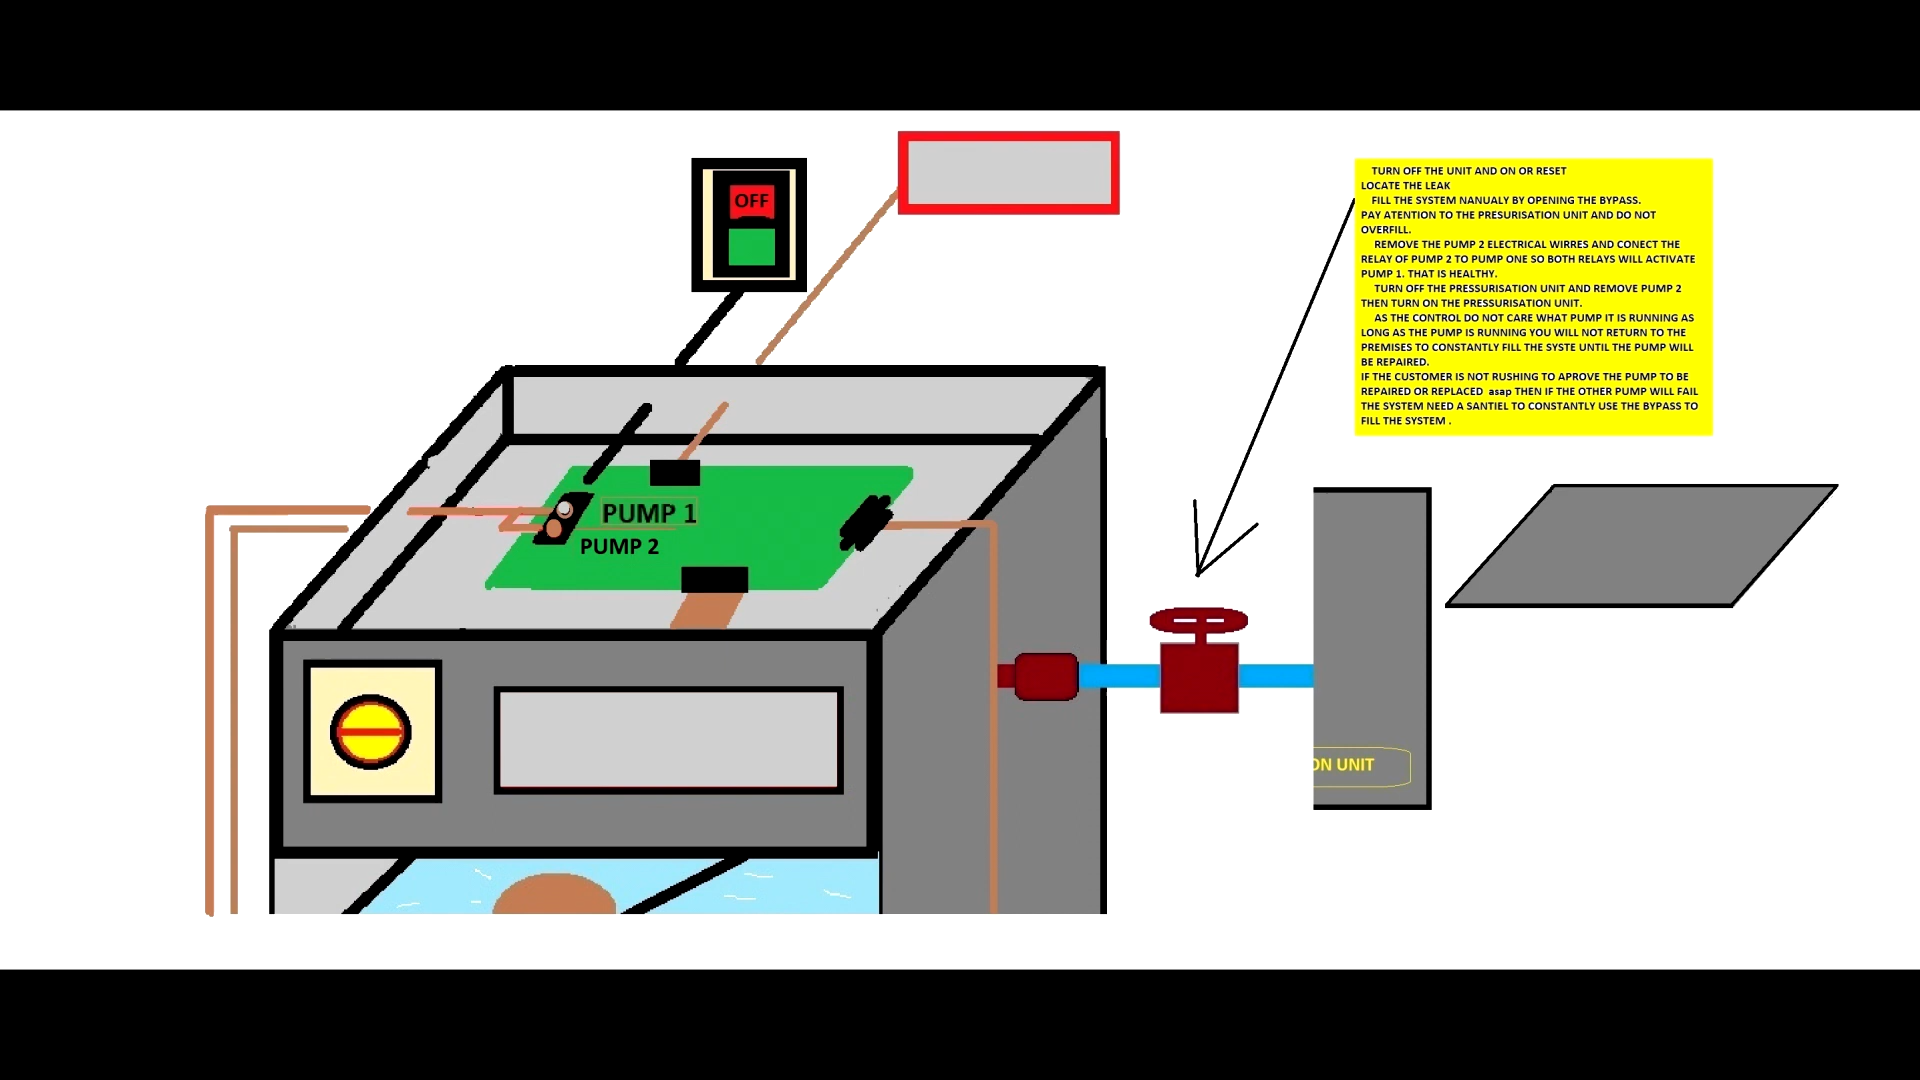 OFF
TURN OFF THE UNIT AND ON OR RESET
LOCATE THE LEAK
FILL THE SYSTEM NANUALY BY OPENING THE BYPASS.
PAY ATENTION TO THE PRESURISATION UNIT AND DO NOT
OVERFILL.
REMOVE THE PUMP 2 ELECTRICAL WIRRES AND CONECT THE
RELAY OF PUMP 2 TO PUMP ONE SO BOTH RELAYS WILL ACTIVATE
PUMP 1. THAT IS HEALTHY.
TURN OFF THE PRESSURISATION UNIT AND REMOVE PUMP 2
THEN TURN ON THE PRESSURISATION UNIT.
AS THE CONTROL DO NOT CARE WHAT PUMP IT IS RUNNING AS
LONG AS THE PUMP IS RUNNING YOU WILL NOT RETURN TO THE
PREMISES TO CONSTANTLY FILL THE SYSTE UNTIL THE PUMP WILL
BE REPAIRED.
IF THE CUSTOMER IS NOT RUSHING TO APROVE THE PUMP TO BE
REPAIRED OR REPLACED asap THEN IF THE OTHER PUMP WILL FAIL
THE SYSTEM NEED A SANTIEL TO CONSTANTLY USE THE BYPASS TO
FILL THE SYSTEM .
PUMP 1
PUMP 2
ON UNIT